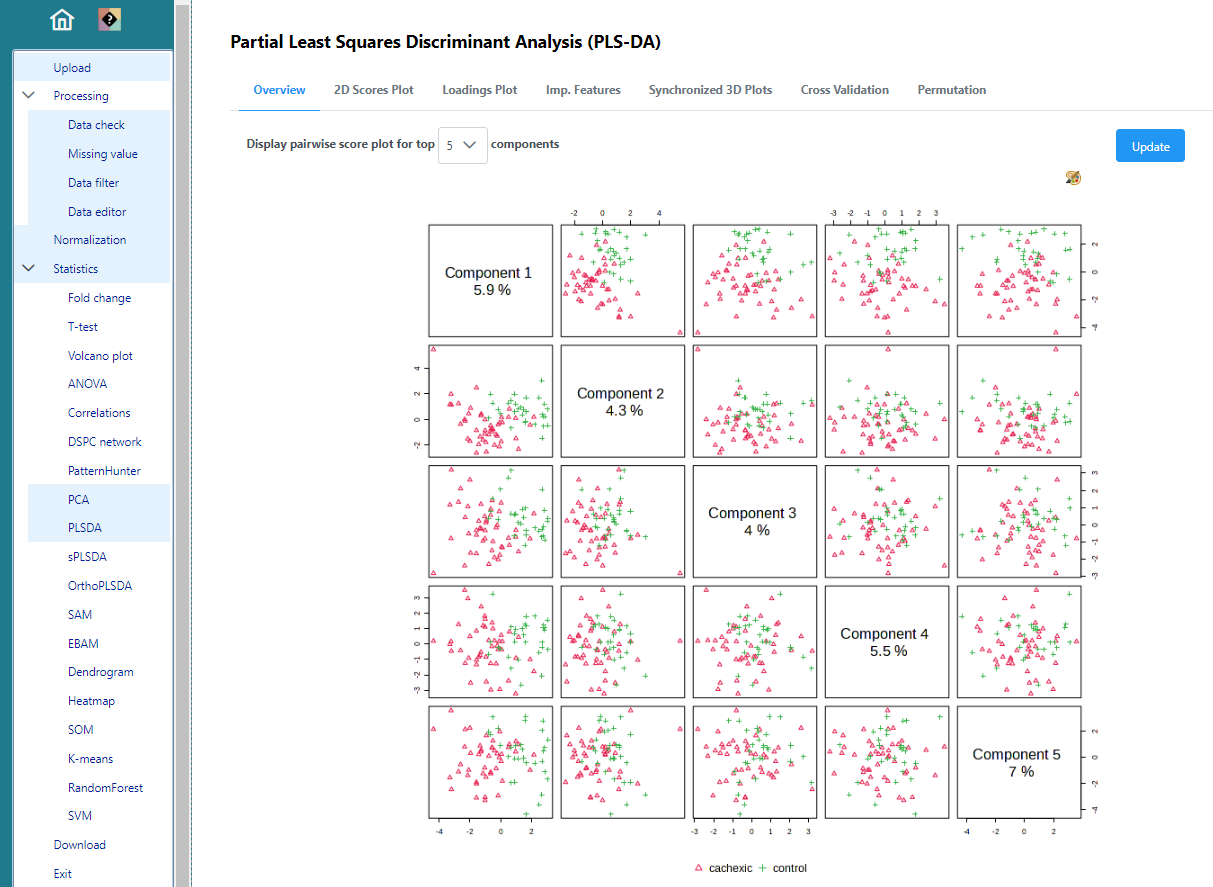 ?
Upload
Processing
Data check
Missing value
Data filter
Data editor
Normalization
Statistics
Fold change
T-test
Volcano plot
ANOVA
Correlations
DSPC network
PatternHunter
PCA
PLSDA
sPLSDA
OrthoPLSDA
SAM
EBAM
Dendrogram
Heatmap
SOM
K-means
RandomForest
SVM
Download
Exit
Partial Least Squares Discriminant Analysis (PLS-DA)
Overview 2D Scores Plot Loadings Plot Imp. Features Synchronized 3D Plots Cross Validation Permutation
Display pairwise score plot for top 5 components
Update
-2 0 2 4
-3 -2 -1 0 1 2 3
Component 1
5.9 %
2
0
-2
-4
4
2
0
-2
Component 2
4.3 %
Component 3
4 %
3
2
1
0
-1
-2
-3
3
2
1
0
-1
-2
-3
Component 4
5.5 %
Component 5
7 %
2
0
-2
-4
-4 -2 0 2
-3 -2 -1 0 1 2 3
-4 -2 0 2
cachexic control